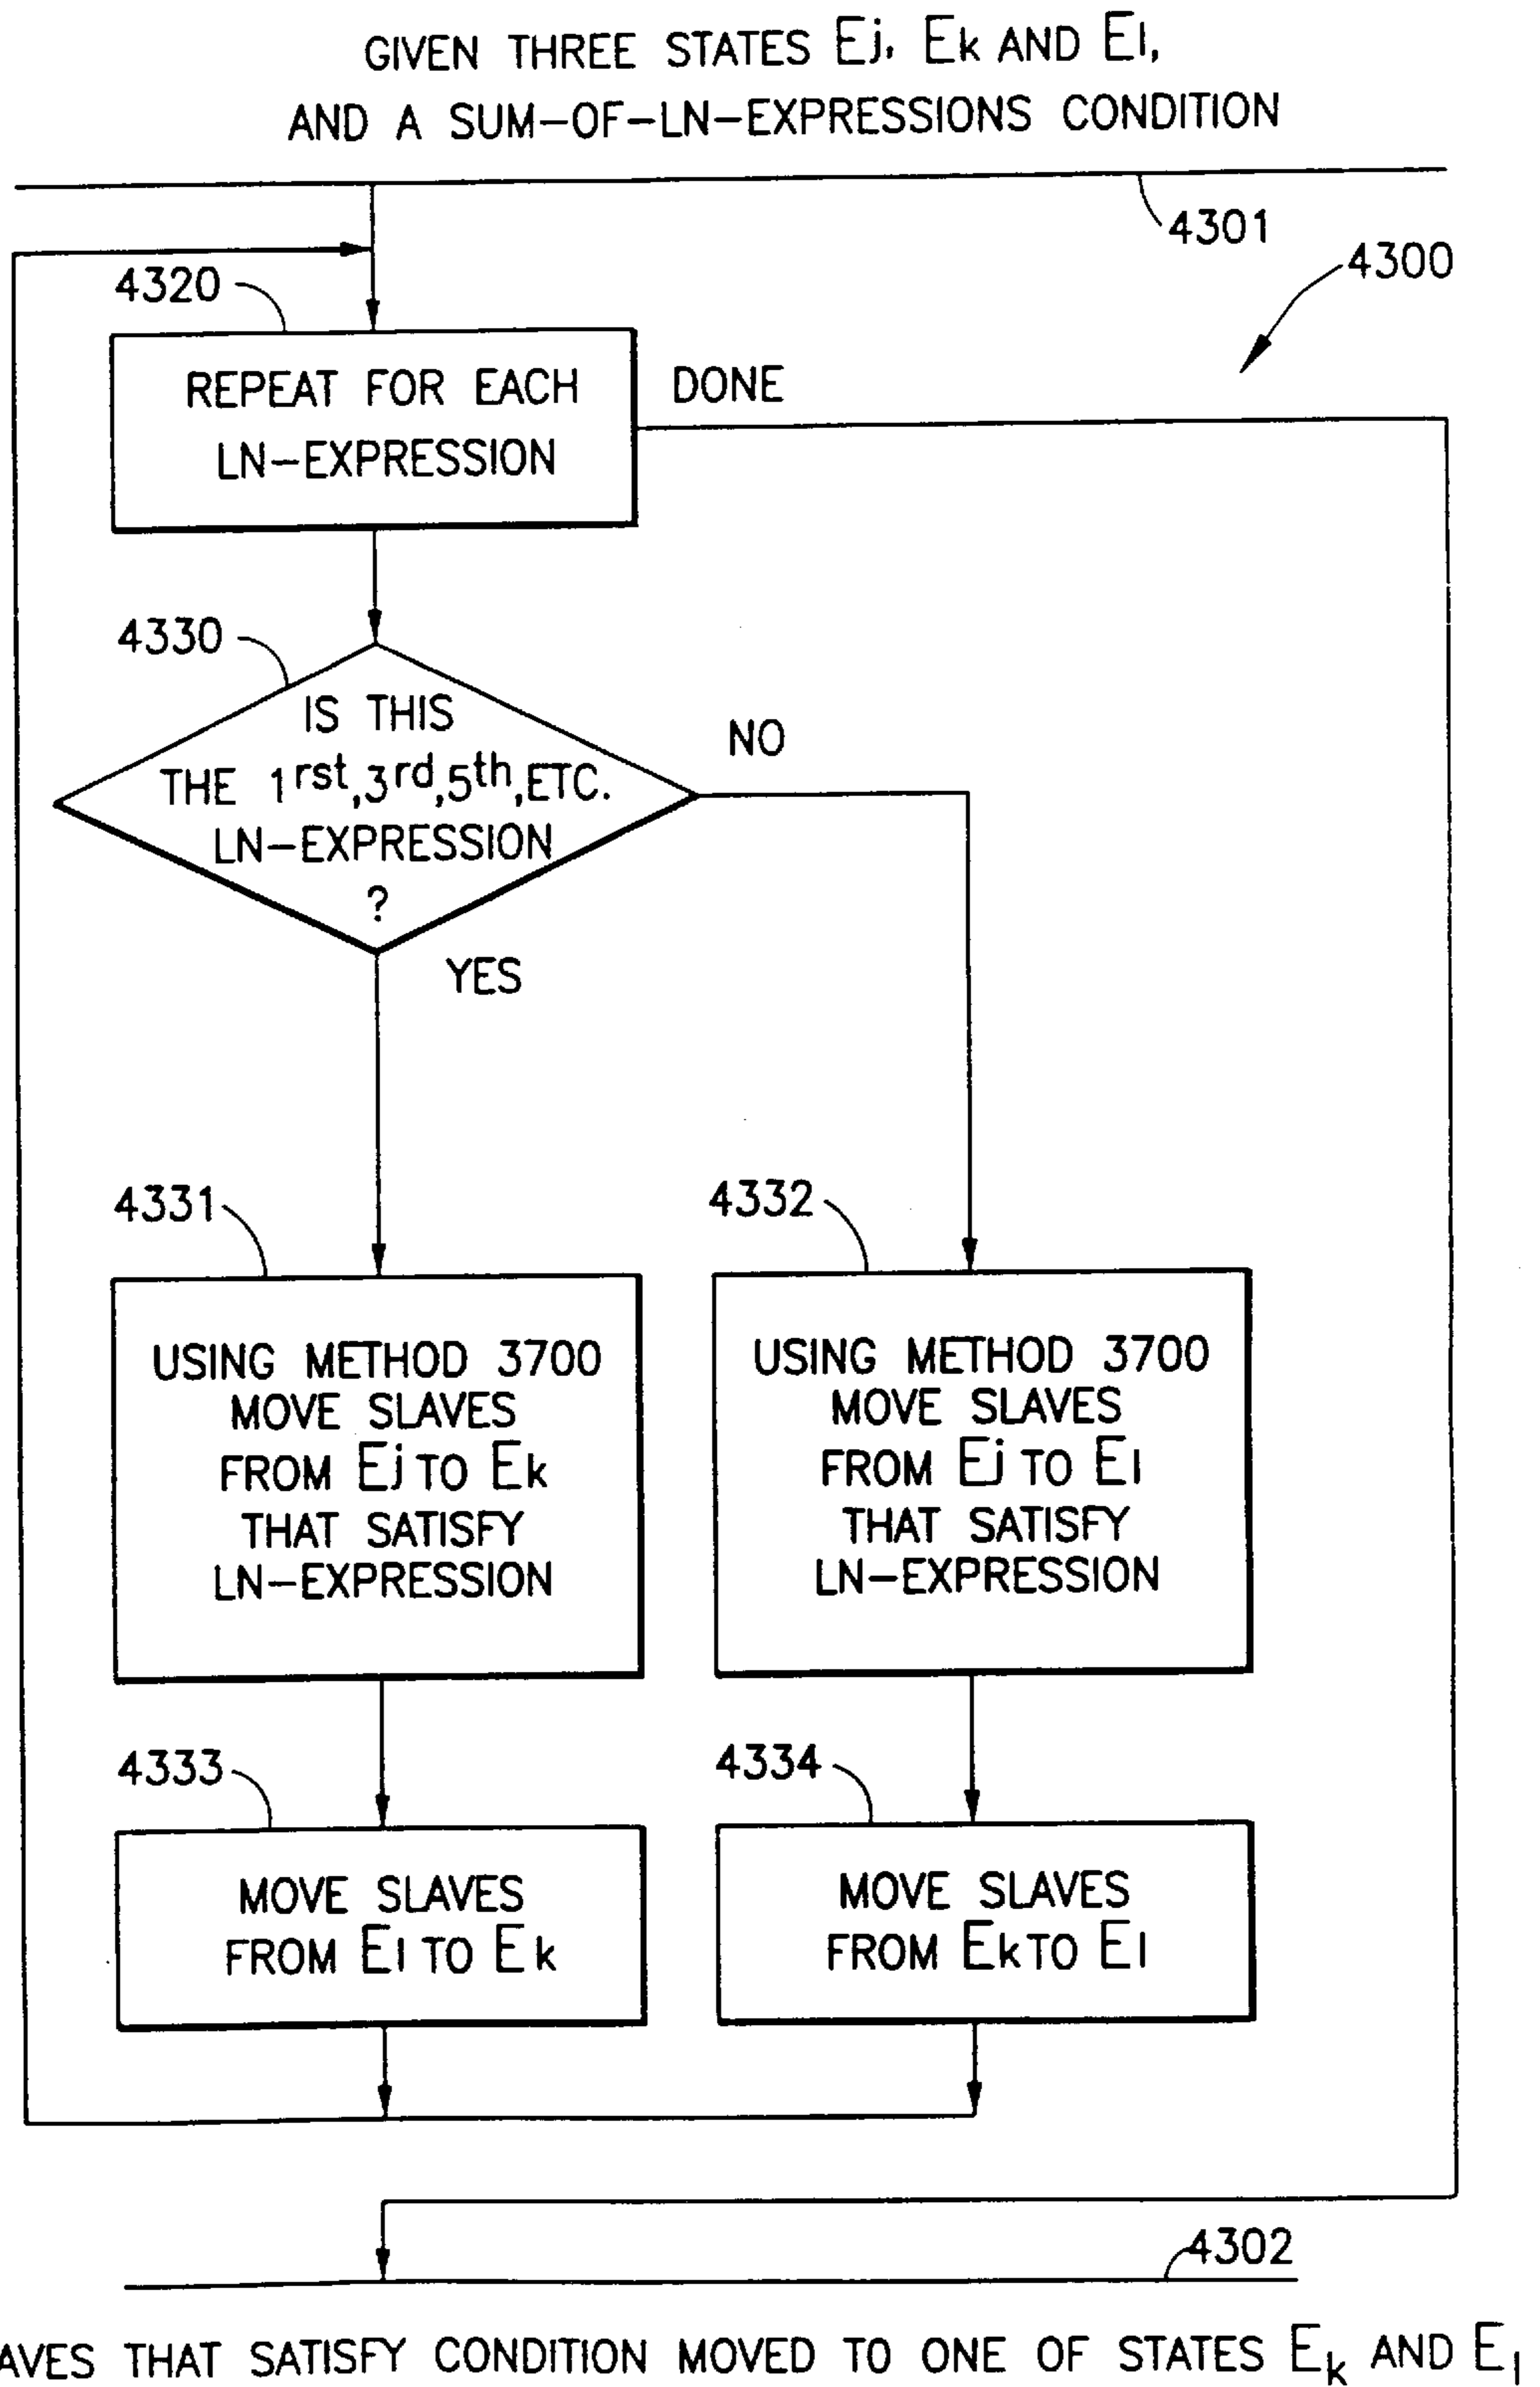 GIVEN THREE STATES Ej, Ek AND El,
AND A SUM-OF-LN-EXPRESSIONS CONDITION
4301
4300
4320
REPEAT FOR EACH
LN-EXPRESSION
DONE
4330
IS THIS
THE 1rst,3rd,5th,ETC.
LN-EXPRESSION
?
NO
YES
4331
USING METHOD 3700
MOVE SLAVES
FROM Ej TO Ek
THAT SATISFY
LN-EXPRESSION
4332
USING METHOD 3700
MOVE SLAVES
FROM Ej TO El
THAT SATISFY
LN-EXPRESSION
4333
MOVE SLAVES
FROM El TO Ek
4334
MOVE SLAVES
FROM Ek TO El
4302
AVES THAT SATISFY CONDITION MOVED TO ONE OF STATES Ek AND El